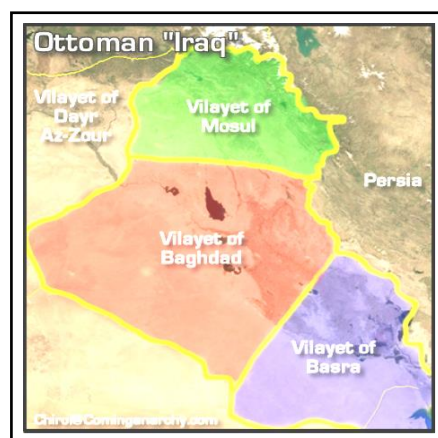 Ottoman "Iraq"
Vilayet of
Dayr
Az-Zour
Vilayet of
Mosul
Persia
Vilayet of
Baghdad
Vilayet of
Basra
Chirol@Cominganarchy.com